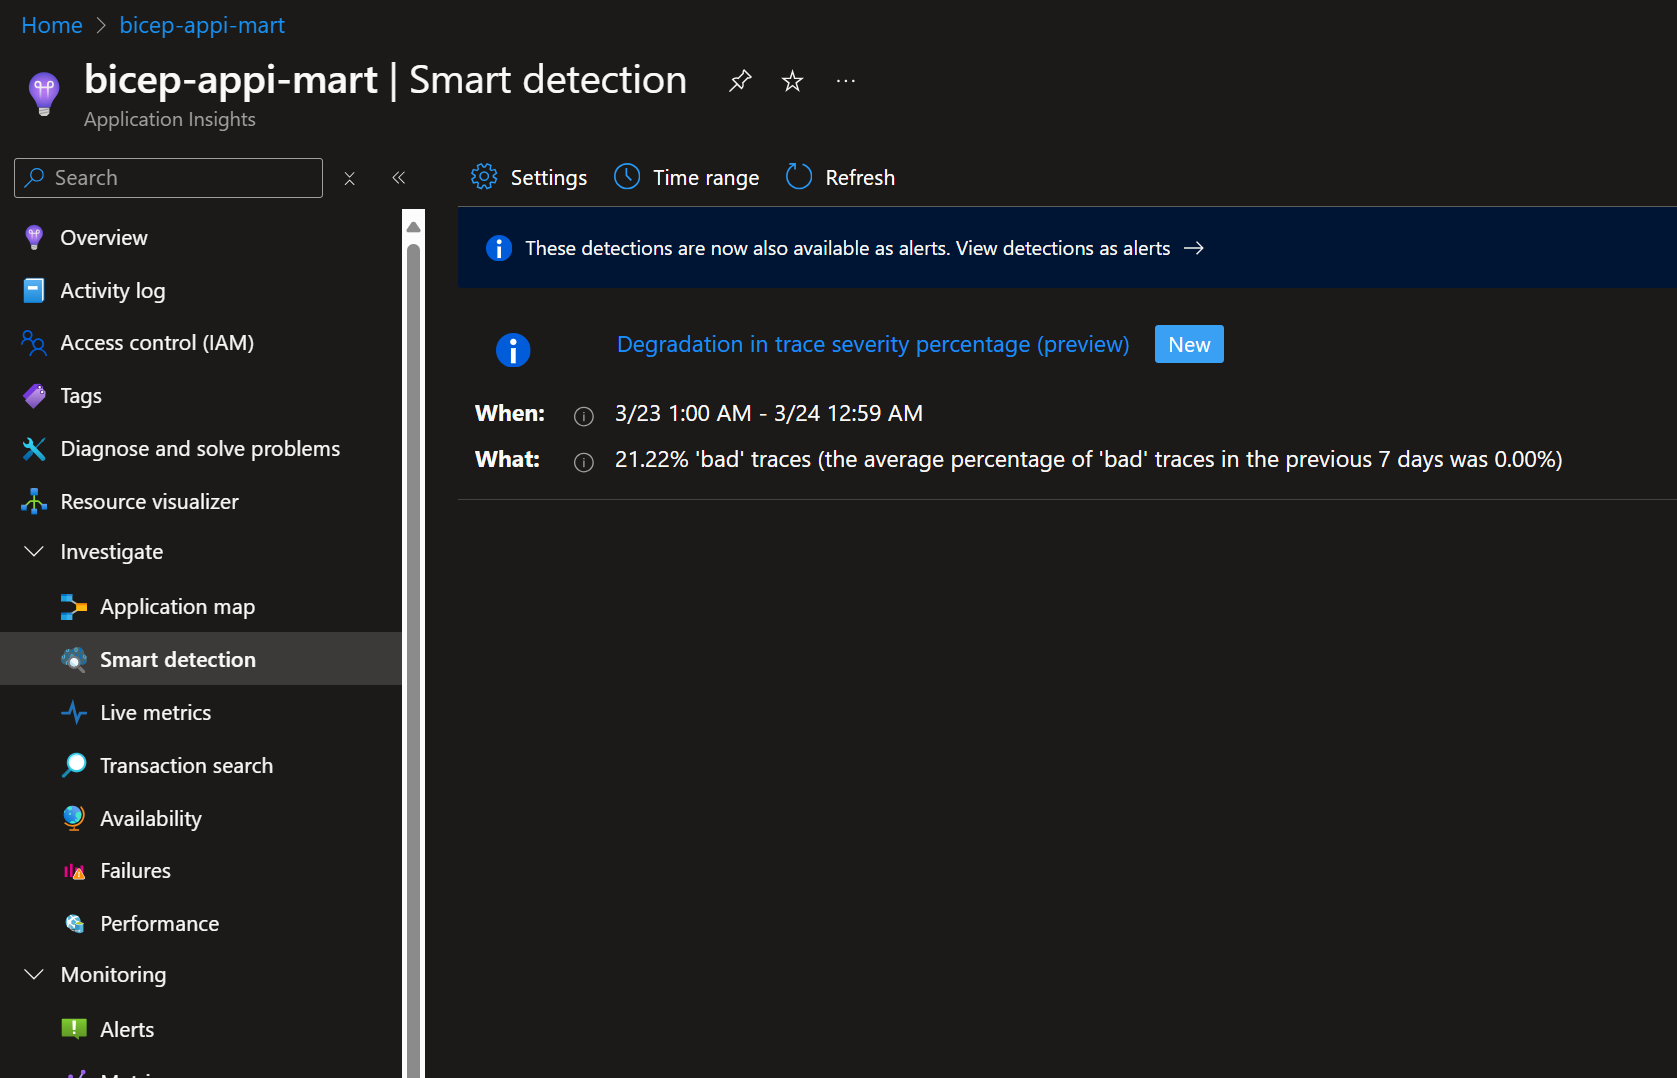 Home > bicep-appi-mart
bicep-appi-mart | Smart detection
Application Insights
Search
Settings Time range Refresh
Overview
Activity log
Access control (IAM)
Tags
Diagnose and solve problems
Resource visualizer
Investigate
Application map
Smart detection
Live metrics
Transaction search
Availability
Failures
Performance
Monitoring
Alerts
These detections are now also available as alerts. View detections as alerts →
Degradation in trace severity percentage (preview) New
When: 3/23 1:00 AM - 3/24 12:59 AM
What: 21.22% 'bad' traces (the average percentage of 'bad' traces in the previous 7 days was 0.00%)